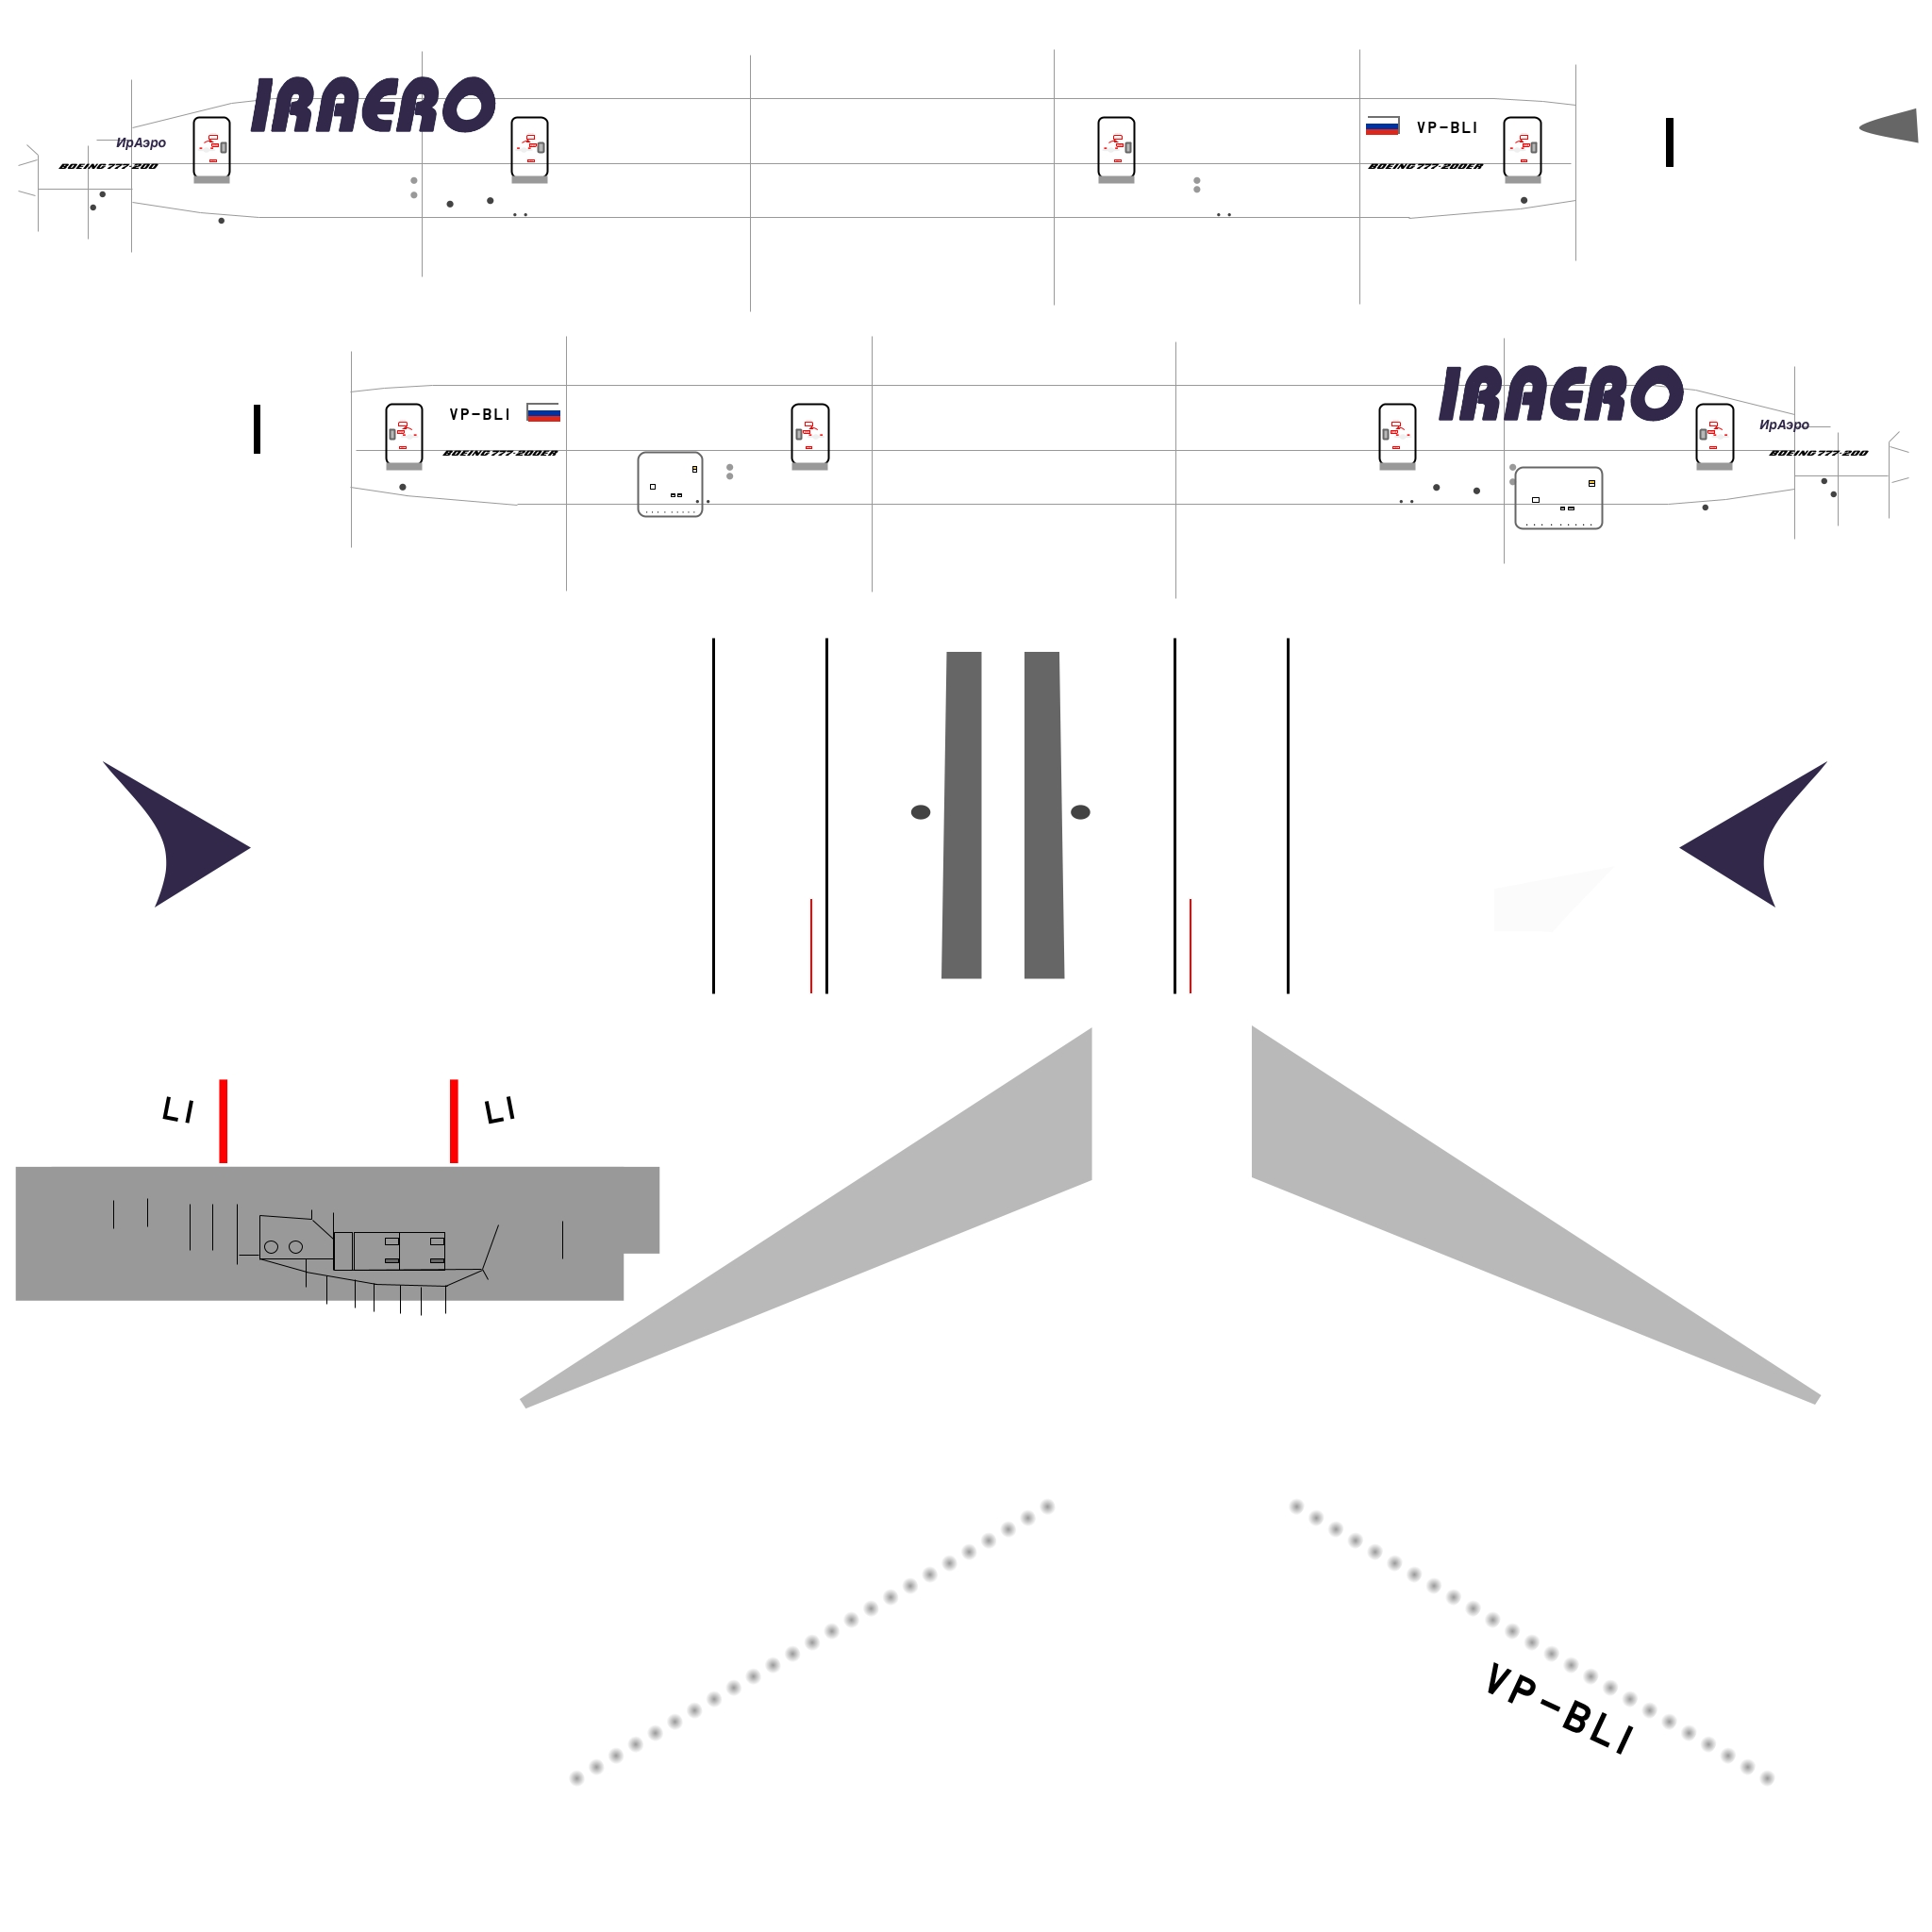 IRAERO
VP-BLI
ИрАэро
BOEING 777-200
BOEING 777-200ER
IRAERO
VP-BLI
ИрАэро
BOEING 777-200ER
BOEING 777-200
LI
LI
VP-BLI